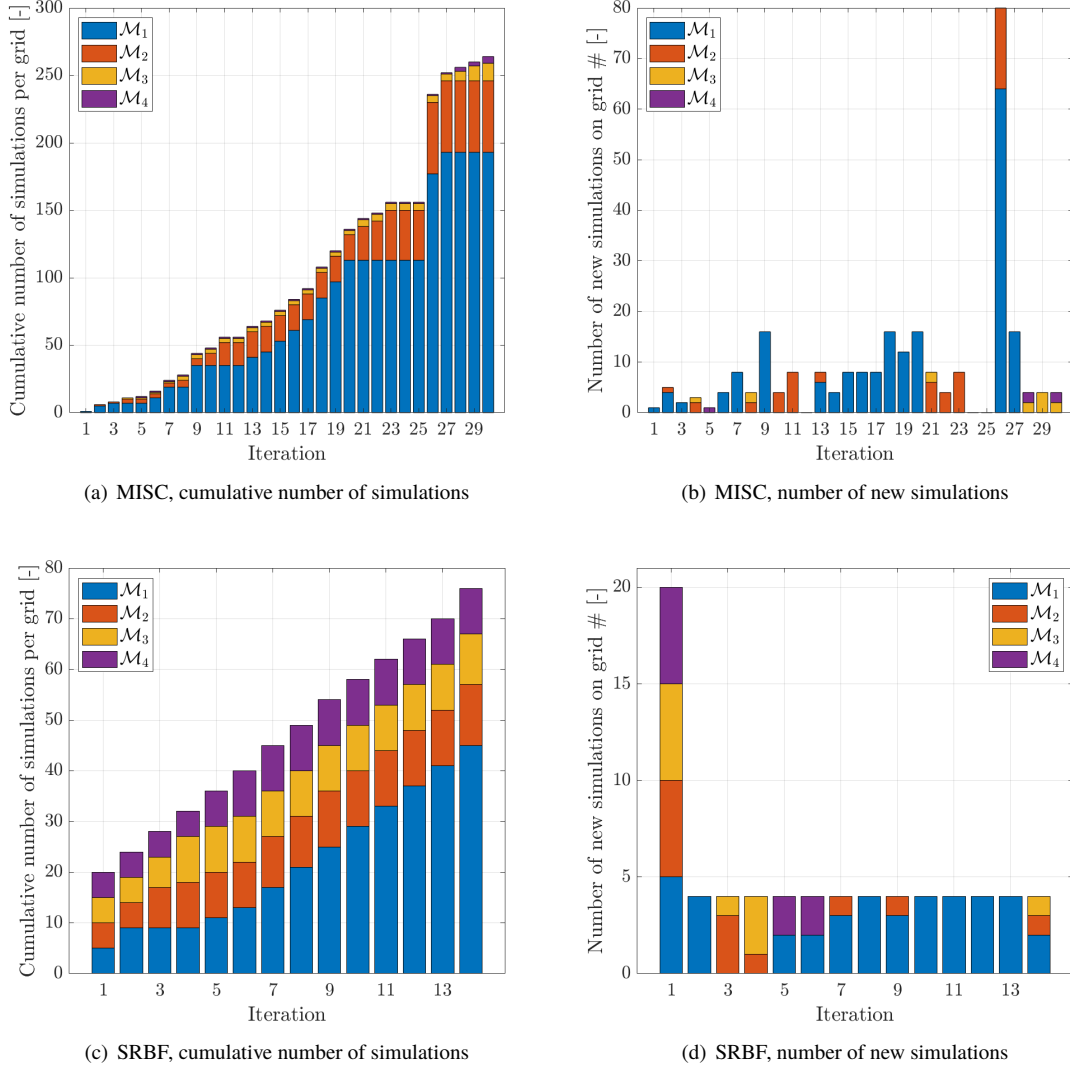 300
250
200
150
100
50
0
Cumulative number of simulations per grid [-]
ℳ₁
ℳ₂
ℳ₃
ℳ₄
1 3 5 7 9 11 13 15 17 19 21 23 25 27 29
Iteration
(a) MISC, cumulative number of simulations
80
70
60
50
40
30
20
10
0
Number of new simulations on grid # [-]
ℳ₁
ℳ₂
ℳ₃
ℳ₄
1 3 5 7 9 11 13 15 17 19 21 23 25 27 29
Iteration
(b) MISC, number of new simulations
80
70
60
50
40
30
20
10
0
Cumulative number of simulations per grid [-]
ℳ₁
ℳ₂
ℳ₃
ℳ₄
1 3 5 7 9 11 13
Iteration
(c) SRBF, cumulative number of simulations
20
15
10
5
0
Number of new simulations on grid # [-]
ℳ₁
ℳ₂
ℳ₃
ℳ₄
1 3 5 7 9 11 13
Iteration
(d) SRBF, number of new simulations